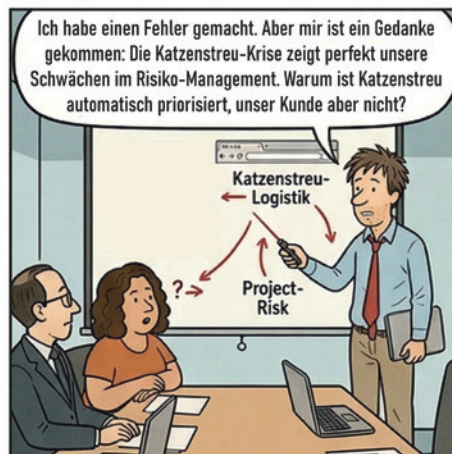 Ich habe einen Fehler gemacht. Aber mir ist ein Gedanke
gekommen: Die Katzenstreu-Krise zeigt perfekt unsere
Schwächen im Risiko-Management. Warum ist Katzenstreu
automatisch priorisiert, unser Kunde aber nicht?
Katzenstreu-
Logistik
?
Project-
Risk